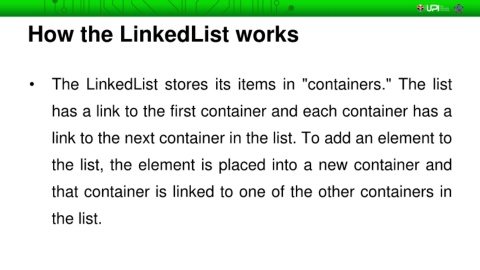 UPI
How the LinkedList works
• The LinkedList stores its items in "containers." The list
has a link to the first container and each container has a
link to the next container in the list. To add an element to
the list, the element is placed into a new container and
that container is linked to one of the other containers in
the list.